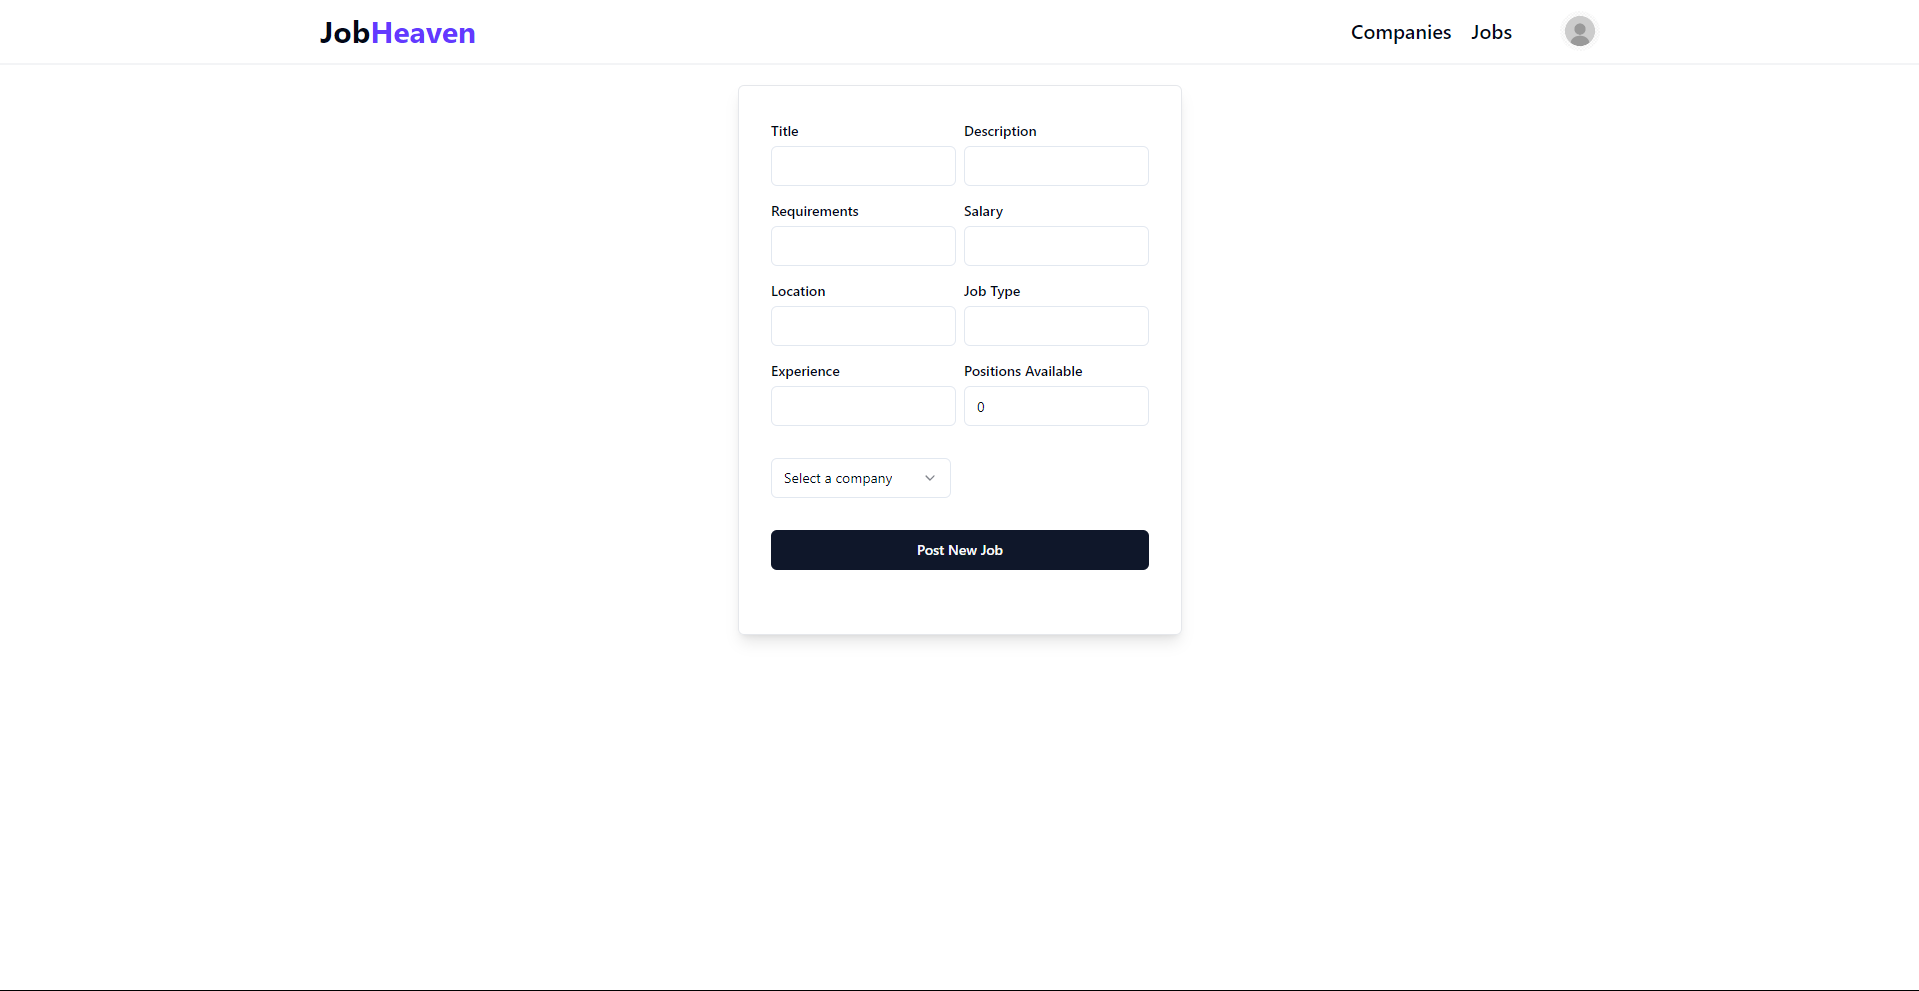 JobHeaven
Companies Jobs
Title Description
Requirements Salary
Location Job Type
Experience Positions Available
0
Select a company
Post New Job